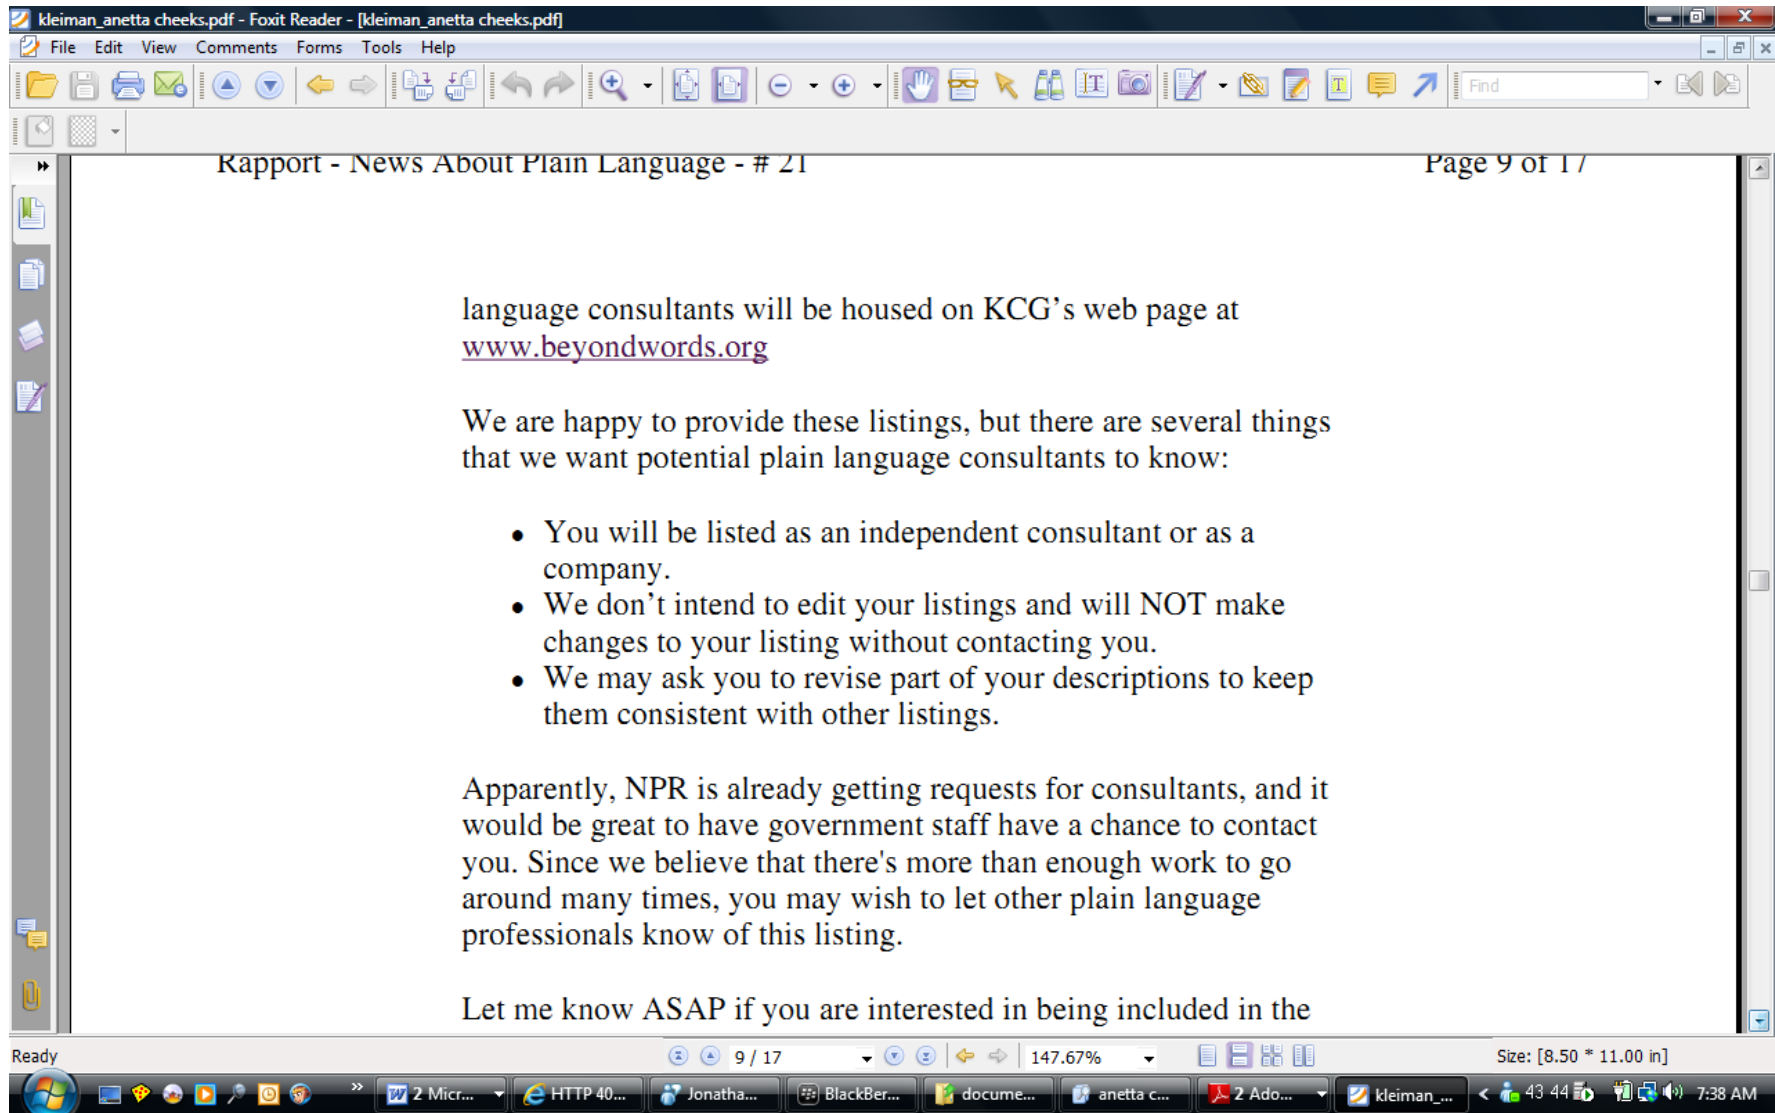 kleiman_anetta cheeks.pdf - Foxit Reader - [kleiman_anetta cheeks.pdf]
File Edit View Comments Forms Tools Help
Find
Rapport - News About Plain Language - # 21 Page 9 of 17
language consultants will be housed on KCG’s web page at
www.beyondwords.org
We are happy to provide these listings, but there are several things
that we want potential plain language consultants to know:
• You will be listed as an independent consultant or as a
company.
• We don’t intend to edit your listings and will NOT make
changes to your listing without contacting you.
• We may ask you to revise part of your descriptions to keep
them consistent with other listings.
Apparently, NPR is already getting requests for consultants, and it
would be great to have government staff have a chance to contact
you. Since we believe that there's more than enough work to go
around many times, you may wish to let other plain language
professionals know of this listing.
Let me know ASAP if you are interested in being included in the
Ready 9 / 17 147.67% Size: [8.50 * 11.00 in]
2 Micr... HTTP 40... Jonatha... BlackBer... docume... anetta c... 2 Ado... kleiman_... 43 44 7:38 AM